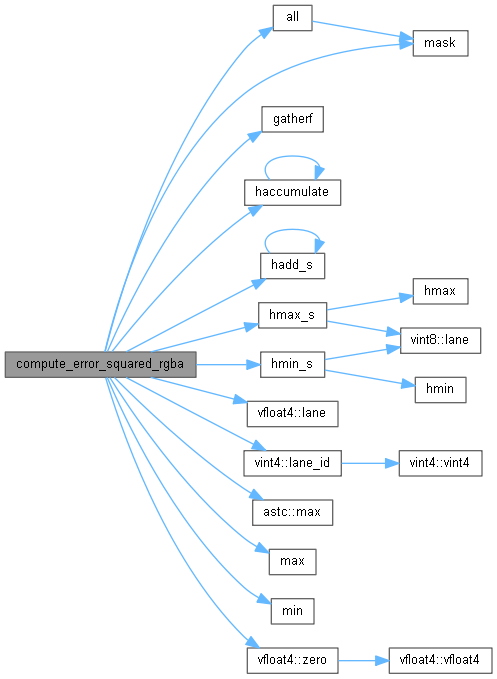 all
mask
gatherf
haccumulate
hadd_s
hmax_s
hmax
vint8::lane
compute_error_squared_rgba
hmin_s
hmin
vfloat4::lane
vint4::lane_id
vint4::vint4
astc::max
max
min
vfloat4::zero
vfloat4::vfloat4